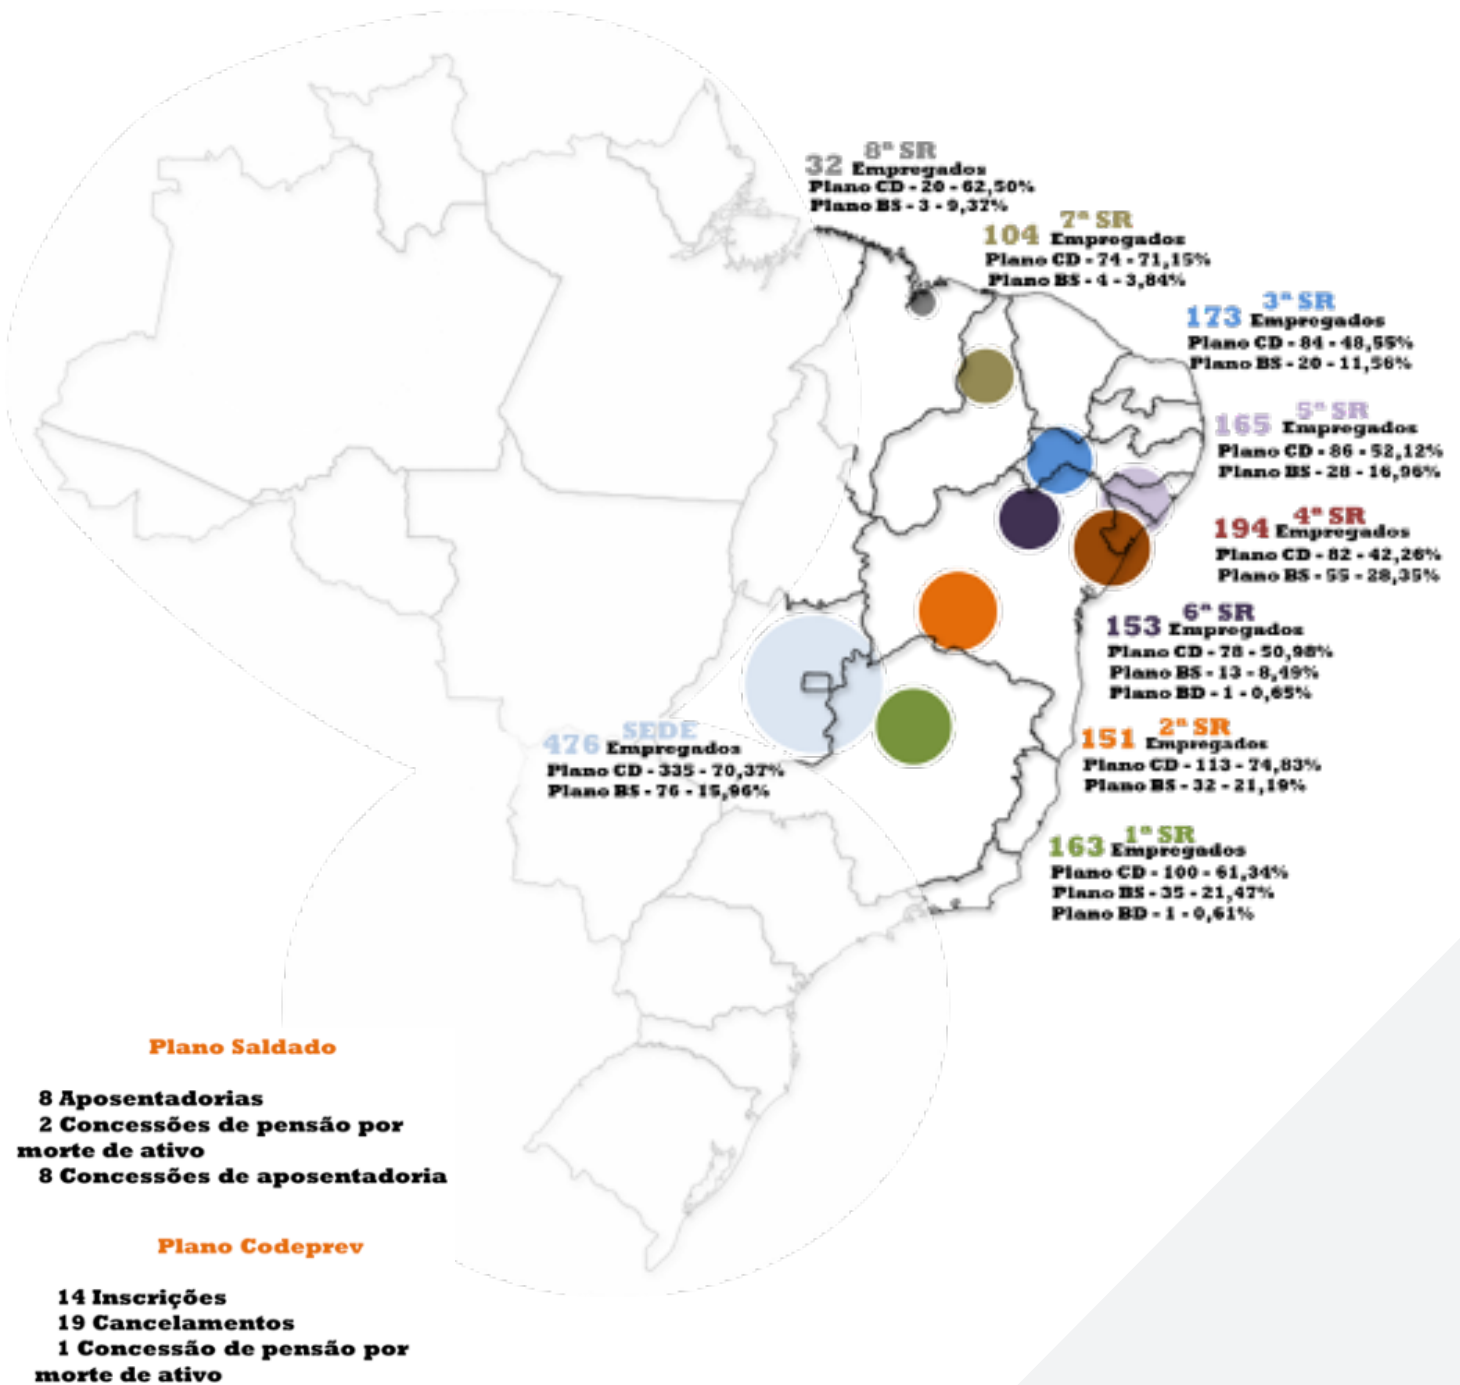 8ª SR
32 Empregados
Plano CD - 20 - 62,50%
Plano BS - 3 - 9,37%
7ª SR
104 Empregados
Plano CD - 74 - 71,15%
Plano BS - 4 - 3,84%
3ª SR
173 Empregados
Plano CD - 84 - 48,55%
Plano BS - 20 - 11,56%
5ª SR
165 Empregados
Plano CD - 86 - 52,12%
Plano BS - 28 - 16,96%
4ª SR
194 Empregados
Plano CD - 82 - 42,26%
Plano BS - 55 - 28,35%
6ª SR
153 Empregados
Plano CD - 78 - 50,98%
Plano BS - 13 - 8,49%
Plano BD - 1 - 0,65%
SEDE
476 Empregados
Plano CD - 335 - 70,37%
Plano BS - 76 - 15,96%
2ª SR
151 Empregados
Plano CD - 113 - 74,83%
Plano BS - 32 - 21,19%
1ª SR
163 Empregados
Plano CD - 100 - 61,34%
Plano BS - 35 - 21,47%
Plano BD - 1 - 0,61%
Plano Saldado
8 Aposentadorias
2 Concessões de pensão por
morte de ativo
8 Concessões de aposentadoria
Plano Codeprev
14 Inscrições
19 Cancelamentos
1 Concessão de pensão por
morte de ativo